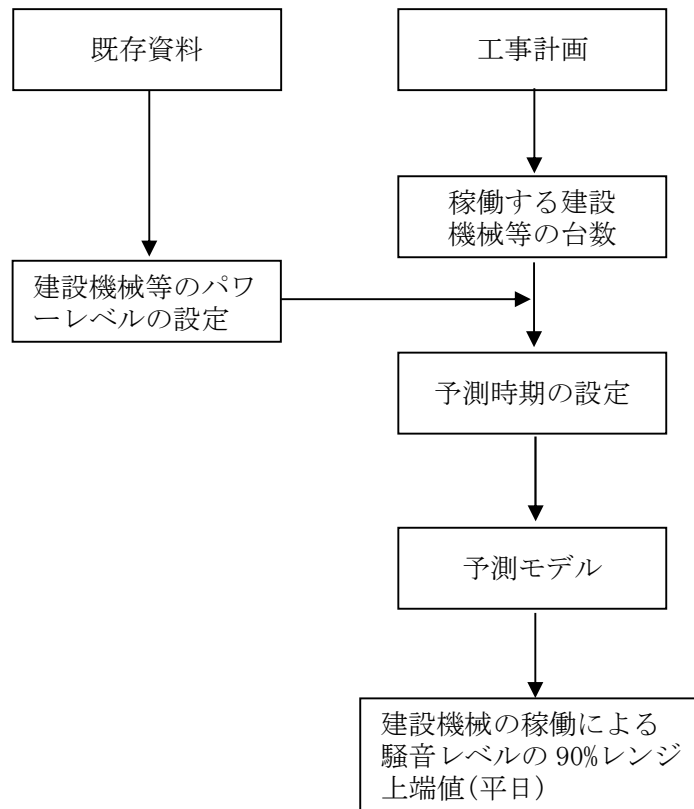 既存資料
工事計画
稼働する建設
機械等の台数
建設機械等のパワ
ーレベルの設定
予測時期の設定
予測モデル
建設機械の稼働による
騒音レベルの 90%レンジ
上端値(平日)